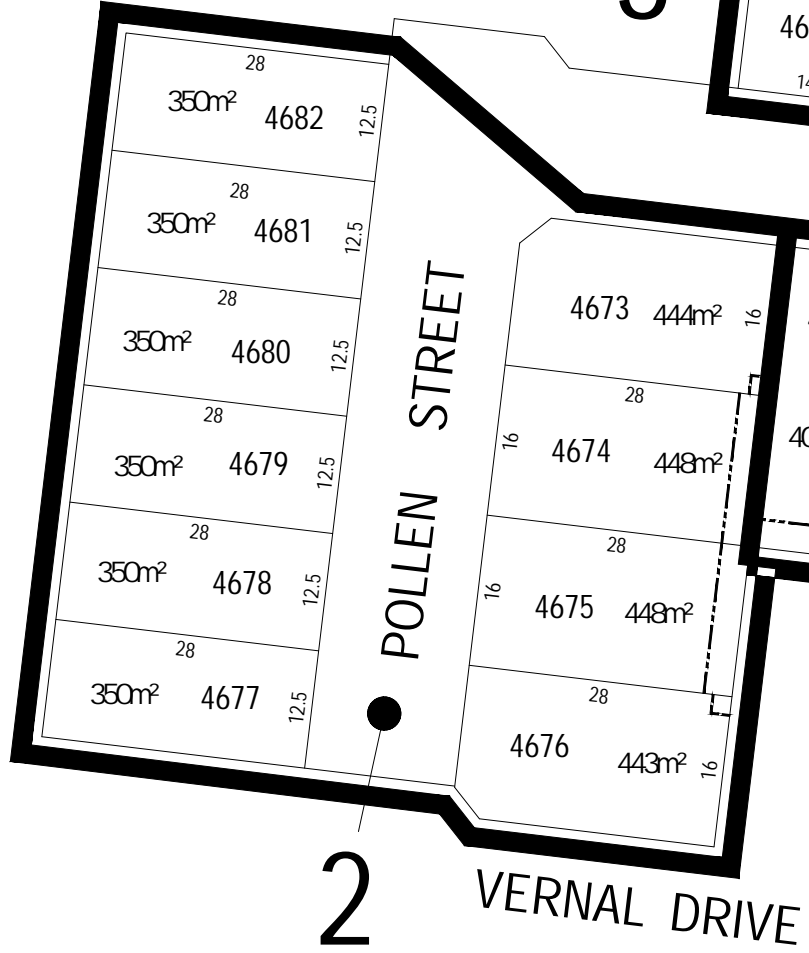 46
14
28
350m² 4682 12.5
28
350m² 4681 12.5
28
350m² 4680 12.5
28
350m² 4679 12.5
28
350m² 4678 12.5
28
350m² 4677 12.5
POLLEN STREET
4673 444m² 16
28
16 4674 448m²
28
16 4675 448m²
28
4676 443m² 16
40
2
VERNAL DRIVE